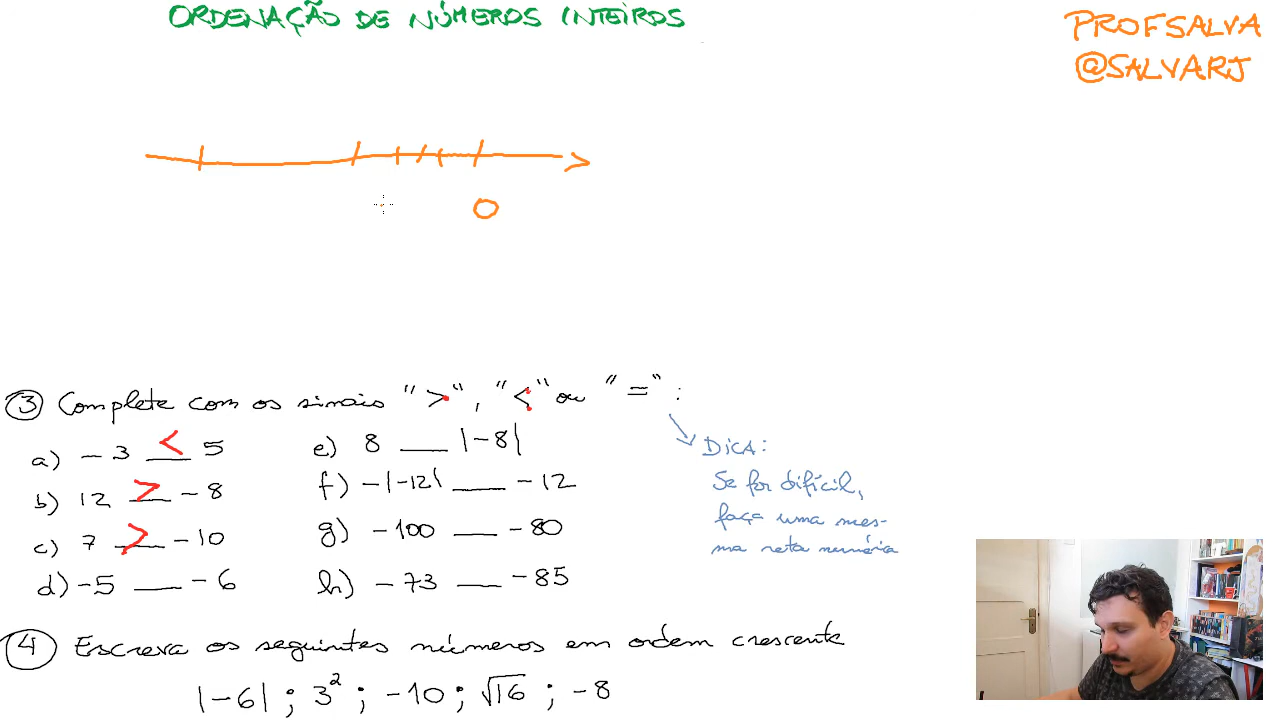 ORDENAÇÃO DE NÚMEROS INTEIROS
PROFSALVA
@SALVARJ
0
3 Complete com os sinais ">", "<" ou "=":
a) -3 < 5
b) 12 > -8
c) 7 > -10
d) -5 ___ -6
e) 8 ___ |-8|
f) -|-12| ___ -12
g) -100 ___ -80
h) -73 ___ -85
DICA:
Se for difícil,
faça uma mes-
ma reta numérica
4 Escreva os seguintes números em ordem crescente
|-6| ; 3² ; -10 ; √16 ; -8